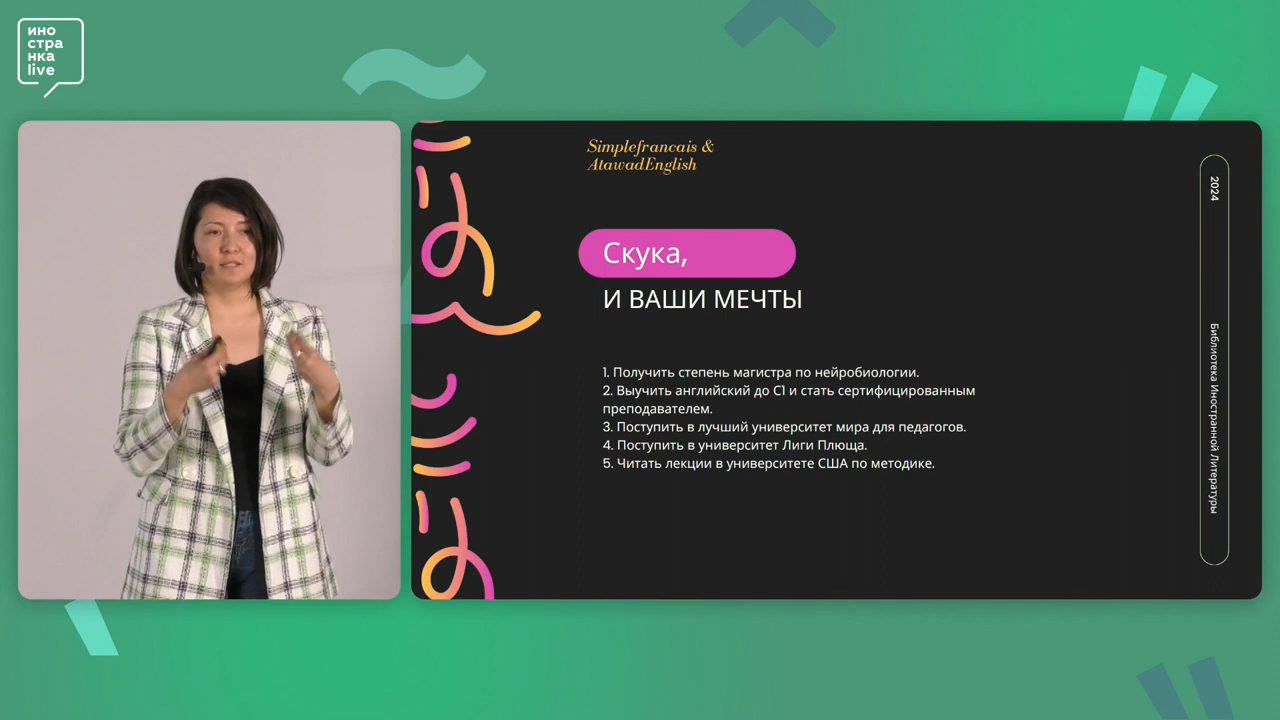 ино
стра
нка
live
Simplefrancais &
AtawadEnglish
2024
Скука,
И ВАШИ МЕЧТЫ
1. Получить степень магистра по нейробиологии.
2. Выучить английский до C1 и стать сертифицированным
преподавателем.
3. Поступить в лучший университет мира для педагогов.
4. Поступить в университет Лиги Плюща.
5. Читать лекции в университете США по методике.
Библиотека Иностранной Литературы